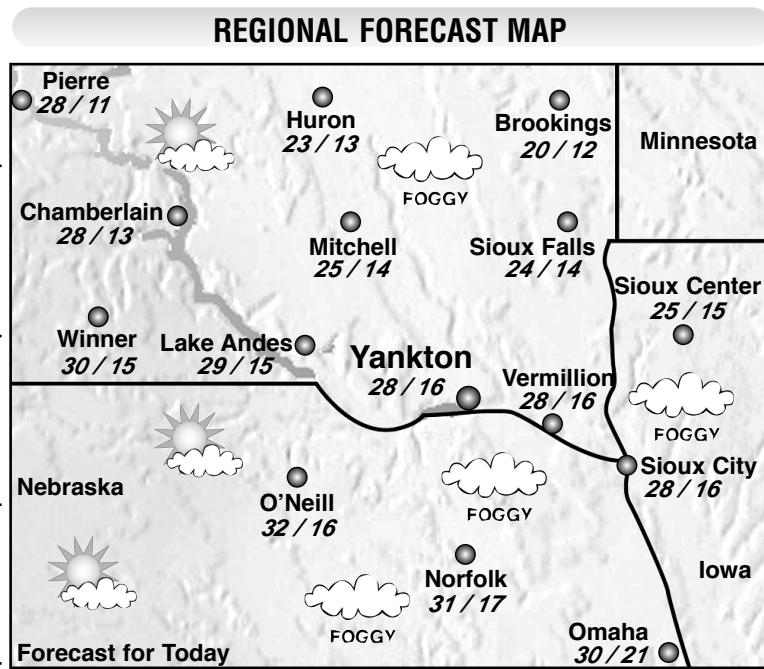 REGIONAL FORECAST MAP
Pierre
28 / 11
Huron
23 / 13
Brookings
20 / 12
Minnesota
FOGGY
Chamberlain
28 / 13
Mitchell
25 / 14
Sioux Falls
24 / 14
Sioux Center
25 / 15
Winner
30 / 15
Lake Andes
29 / 15
Yankton
28 / 16
Vermillion
28 / 16
FOGGY
Nebraska
O'Neill
32 / 16
FOGGY
Sioux City
28 / 16
Norfolk
31 / 17
Iowa
FOGGY
Omaha
30 / 21
Forecast for Today